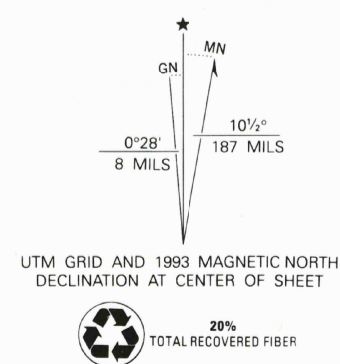 ★
MN
GN
0°28'
8 MILS
10½°
187 MILS
UTM GRID AND 1993 MAGNETIC NORTH
DECLINATION AT CENTER OF SHEET
20%
TOTAL RECOVERED FIBER